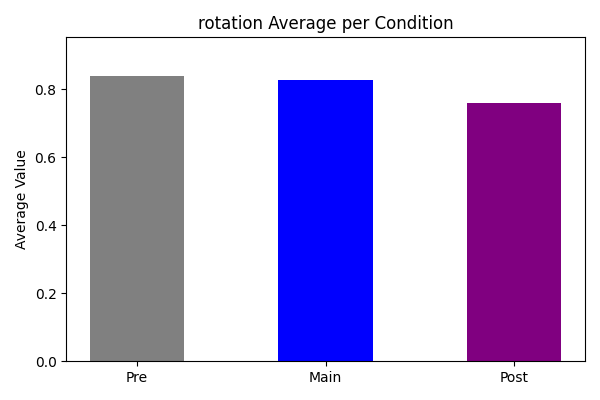 rotation Average per Condition
Average Value
0.8
0.6
0.4
0.2
0.0
Pre
Main
Post